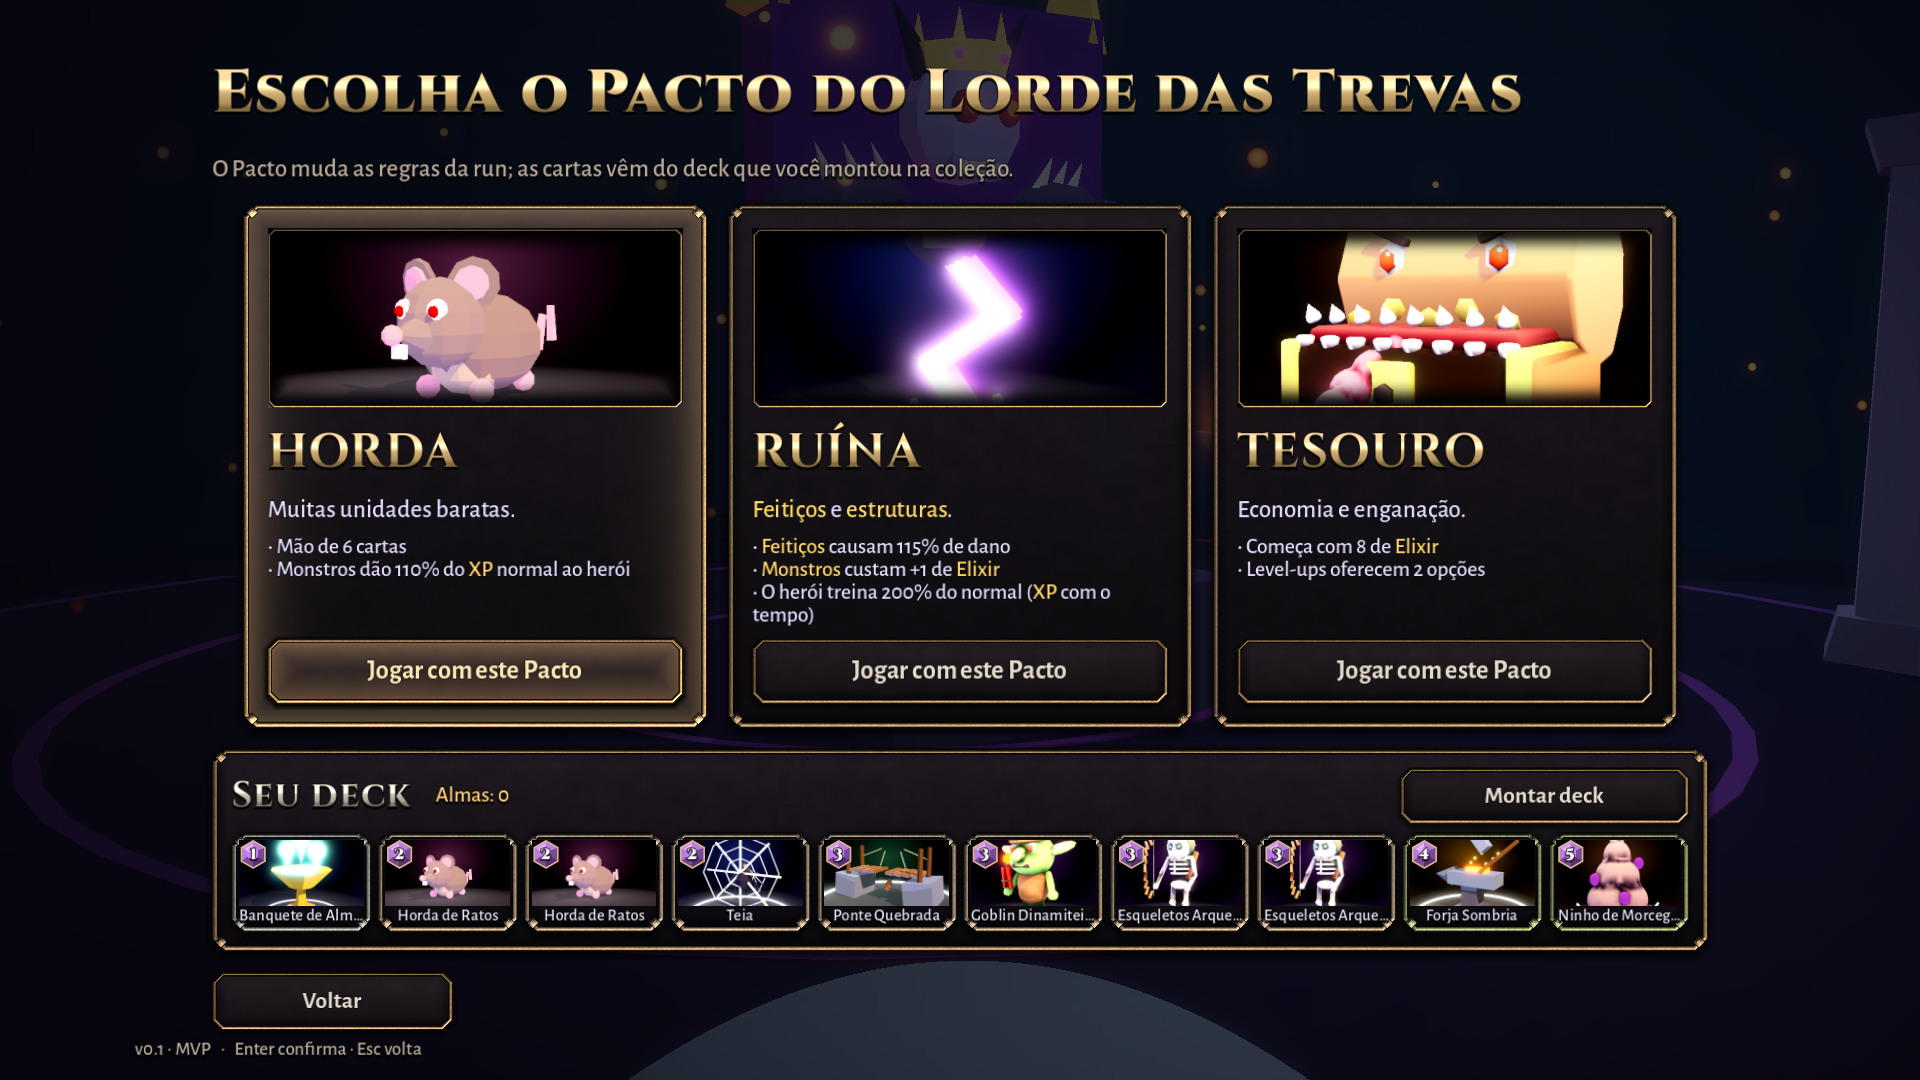 Escolha o Pacto do Lorde das Trevas
O Pacto muda as regras da run; as cartas vêm do deck que você montou na coleção.
HORDA
Muitas unidades baratas.
· Mão de 6 cartas
· Monstros dão 110% do XP normal ao herói
Jogar com este Pacto
RUÍNA
Feitiços e estruturas.
· Feitiços causam 115% de dano
· Monstros custam +1 de Elixir
· O herói treina 200% do normal (XP com o
tempo)
Jogar com este Pacto
TESOURO
Economia e enganação.
· Começa com 8 de Elixir
· Level-ups oferecem 2 opções
Jogar com este Pacto
Seu deck
Almas: 0
Montar deck
1
Banquete de Alm...
2
Horda de Ratos
2
Horda de Ratos
2
Teia
3
Ponte Quebrada
3
Goblin Dinamitei...
3
Esqueletos Arque...
3
Esqueletos Arque...
4
Forja Sombria
5
Ninho de Morceg...
Voltar
v0.1 · MVP · Enter confirma · Esc volta